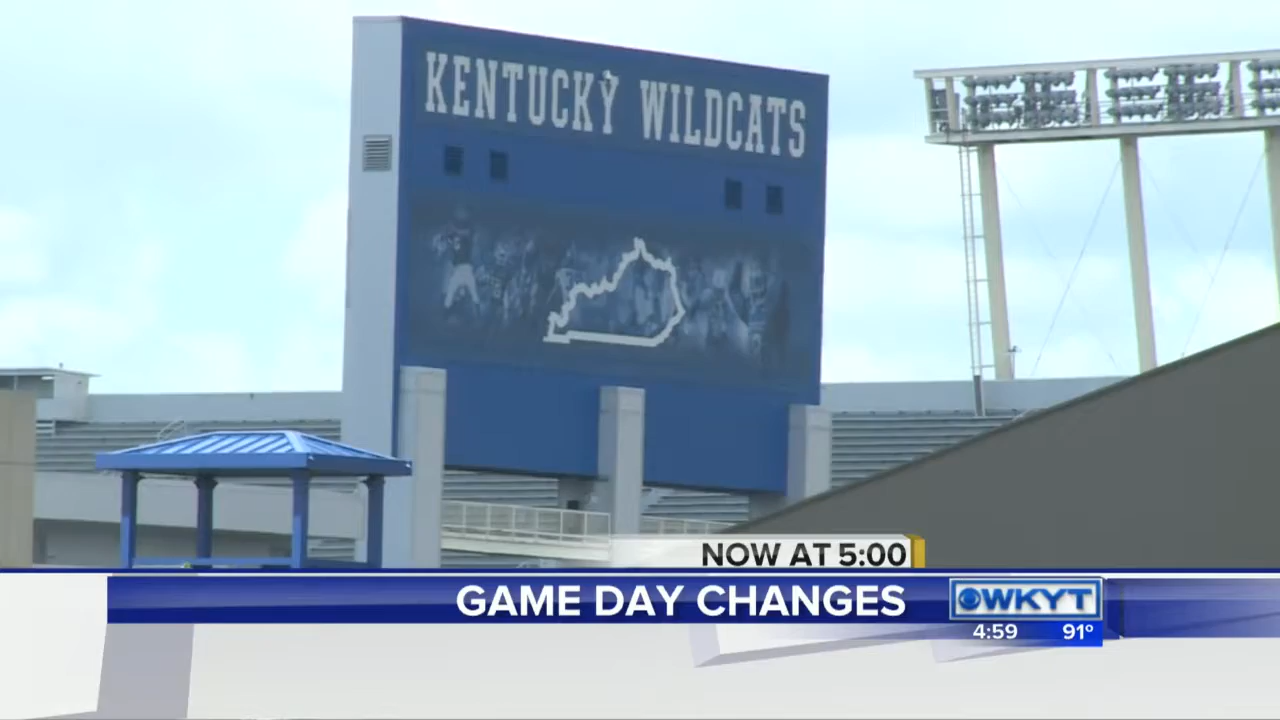 KENTUCKY WILDCATS
NOW AT 5:00
GAME DAY CHANGES
WKYT
4:59 91°